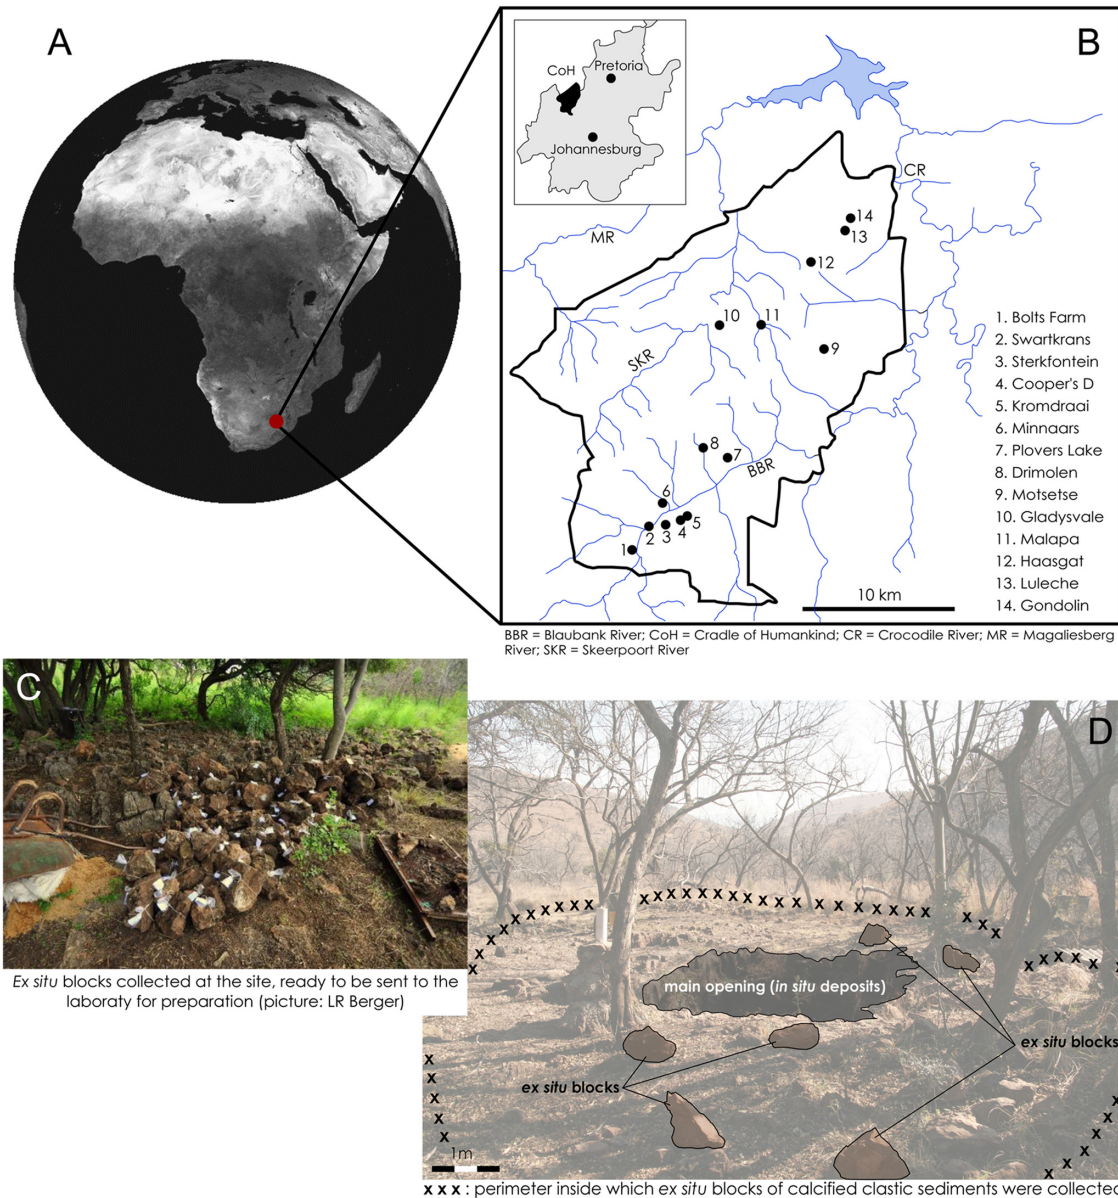 A
B
CoH
Pretoria
Johannesburg
CR
MR
14
13
12
10
11
9
SKR
8
7
BBR
6
5
4
3
2
1
10 km
1. Bolts Farm
2. Swartkrans
3. Sterkfontein
4. Cooper's D
5. Kromdraai
6. Minnaars
7. Plovers Lake
8. Drimolen
9. Motsetse
10. Gladysvale
11. Malapa
12. Haasgat
13. Luleche
14. Gondolin
BBR = Blaubank River; CoH = Cradle of Humankind; CR = Crocodile River; MR = Magaliesberg
River; SKR = Skeerpoort River
C
Ex situ blocks collected at the site, ready to be sent to the
laboraty for preparation (picture: LR Berger)
D
main opening (in situ deposits)
ex situ blocks
ex situ blocks
1m
x x x : perimeter inside which ex situ blocks of calcified clastic sediments were collected